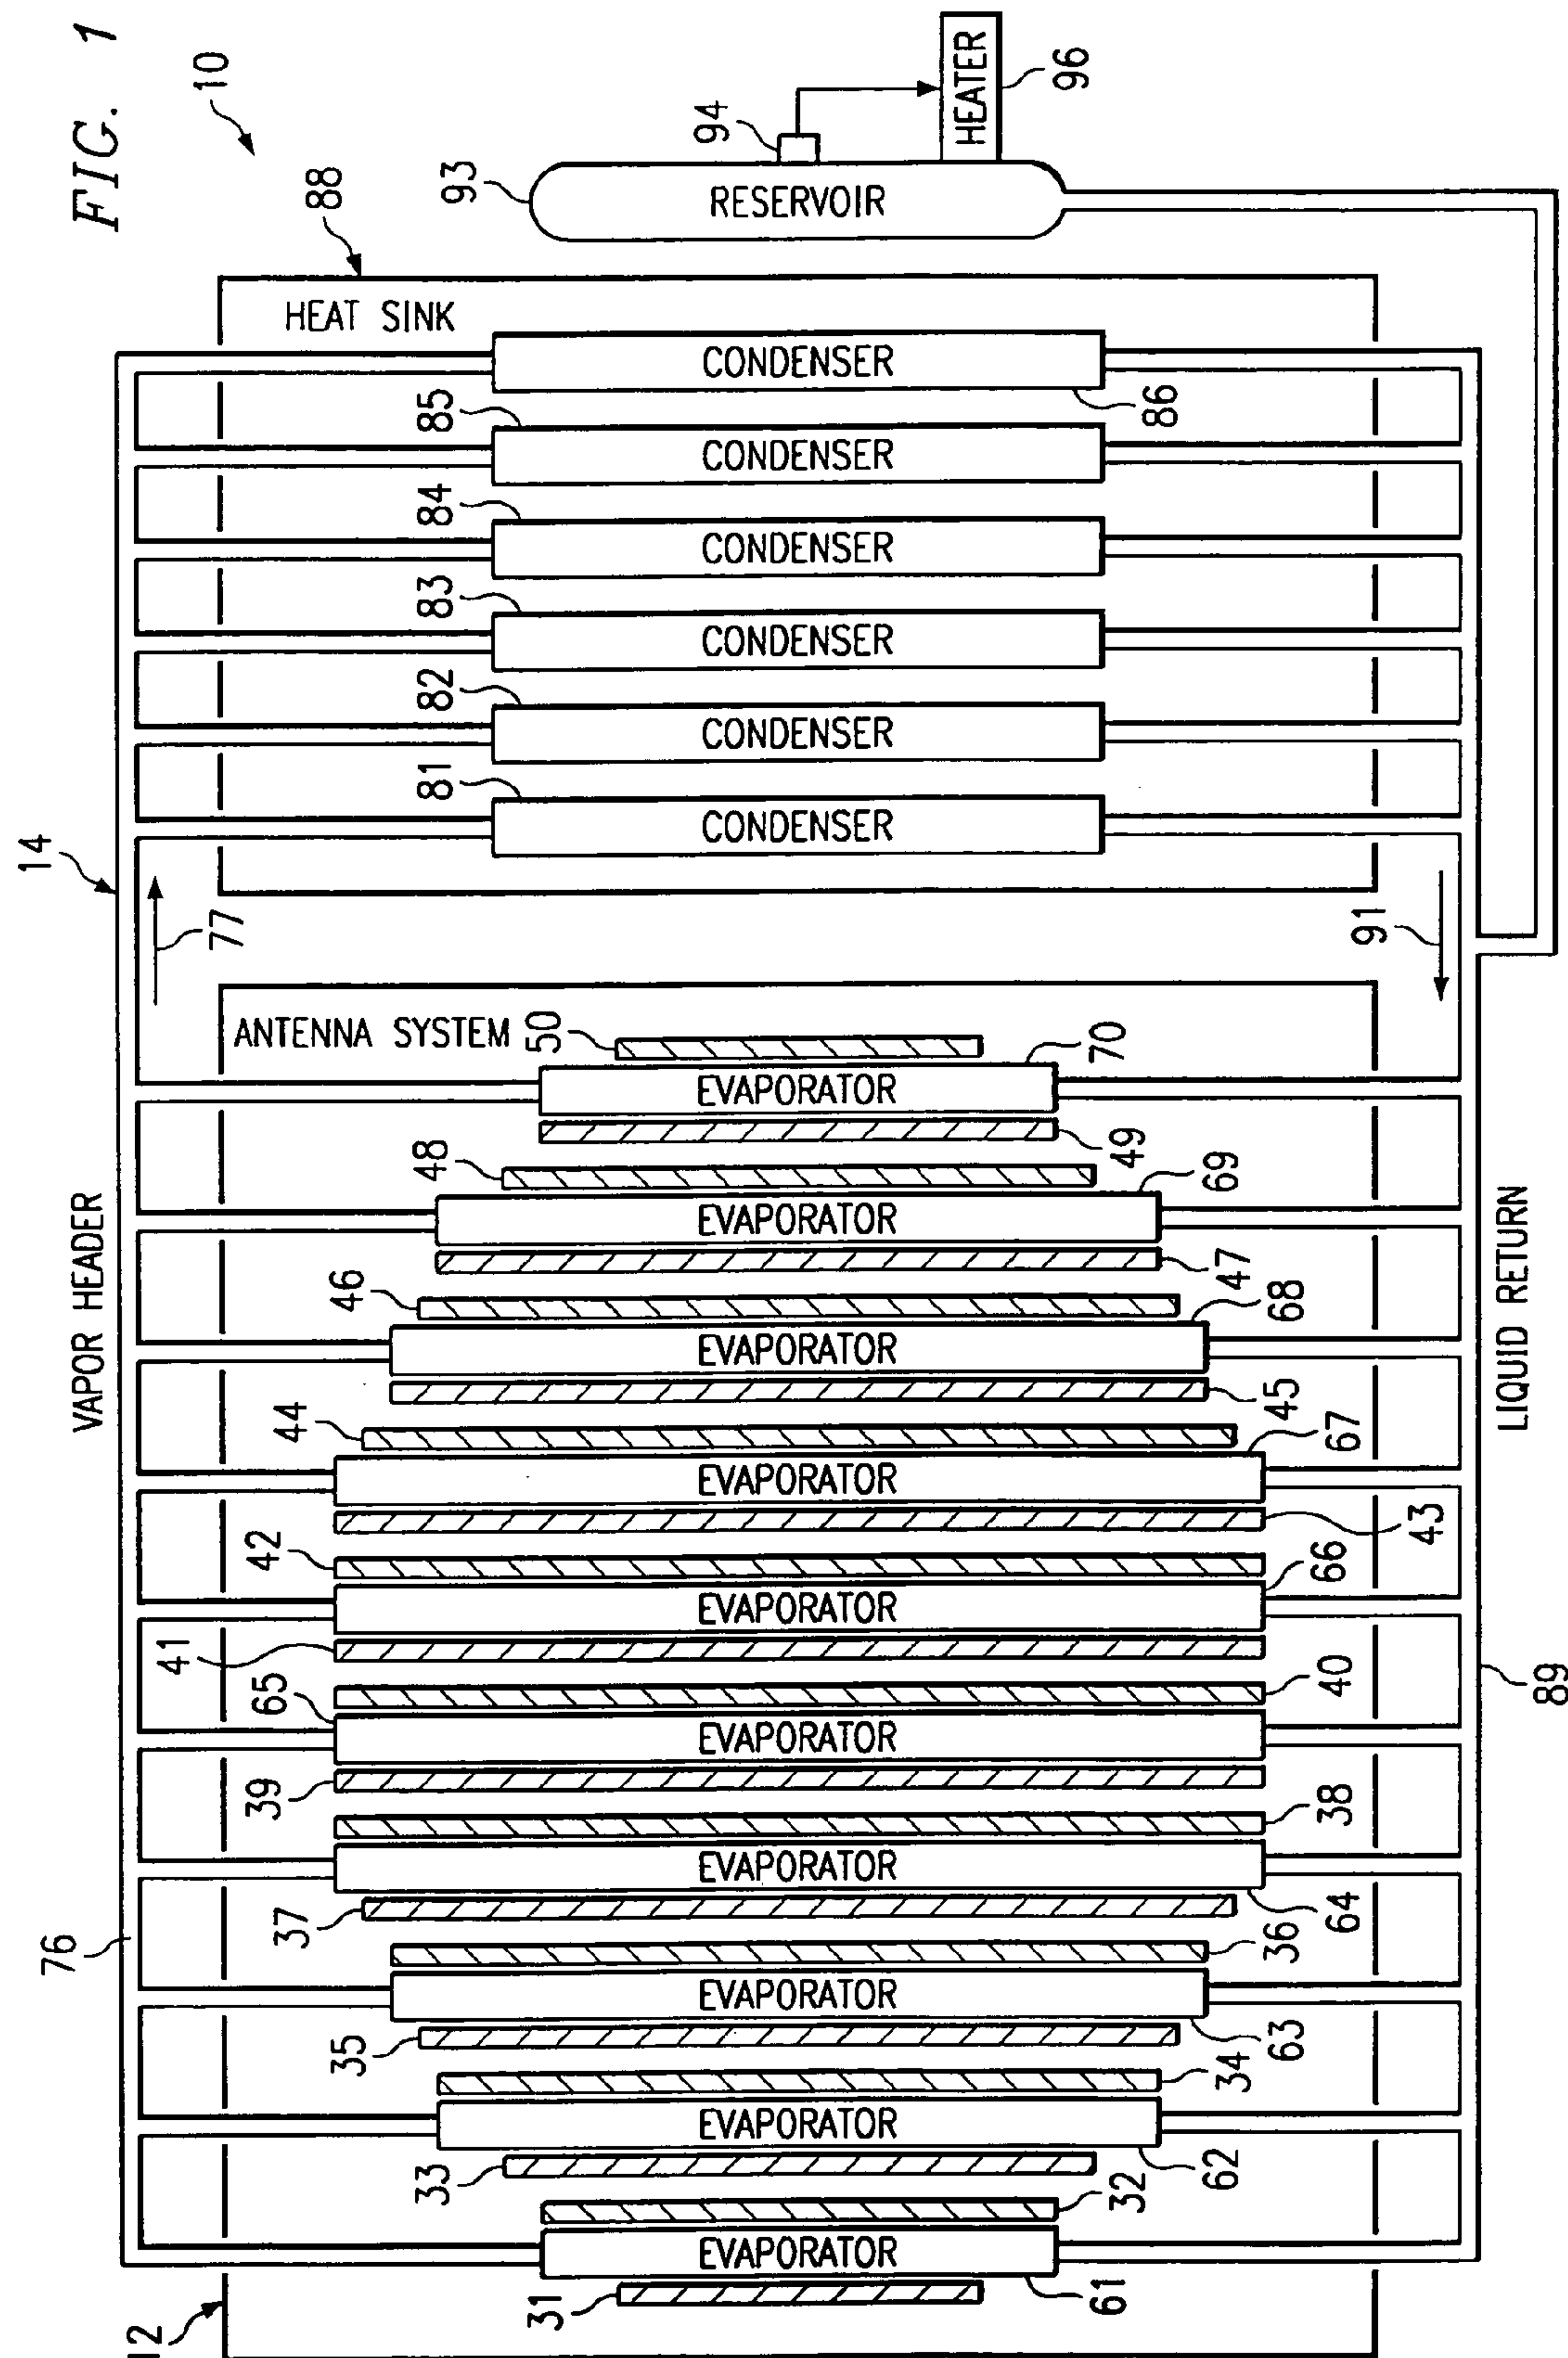 FIG. 1
10
14
VAPOR HEADER
76
77
12
ANTENNA SYSTEM
HEAT SINK
88
31
33
35
37
39
65
41
42
44
46
48
50
81
82
83
84
85
93
94
EVAPORATOR
EVAPORATOR
EVAPORATOR
EVAPORATOR
EVAPORATOR
EVAPORATOR
EVAPORATOR
EVAPORATOR
EVAPORATOR
EVAPORATOR
CONDENSER
CONDENSER
CONDENSER
CONDENSER
CONDENSER
CONDENSER
RESERVOIR
HEATER
96
61
32
62
34
63
36
64
38
40
66
43
67
45
68
47
69
49
70
86
91
89
LIQUID RETURN